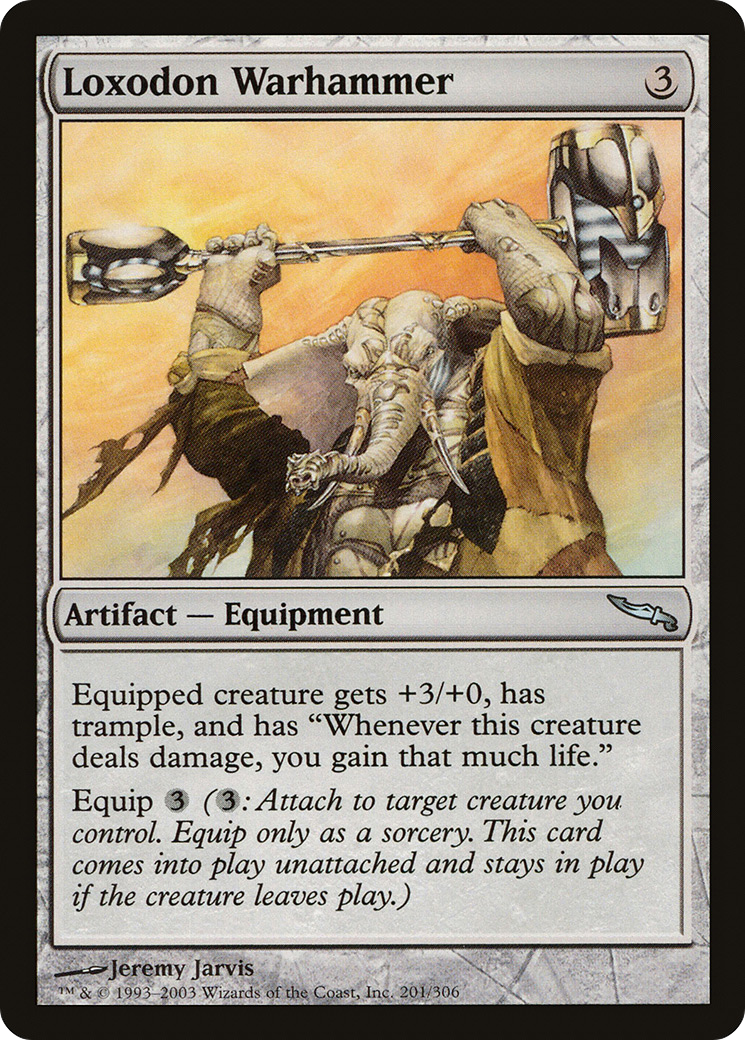 Loxodon Warhammer 3
Artifact — Equipment
Equipped creature gets +3/+0, has
trample, and has “Whenever this creature
deals damage, you gain that much life.”
Equip 3 (3: Attach to target creature you
control. Equip only as a sorcery. This card
comes into play unattached and stays in play
if the creature leaves play.)
Jeremy Jarvis
™ & © 1993–2003 Wizards of the Coast, Inc. 201/306